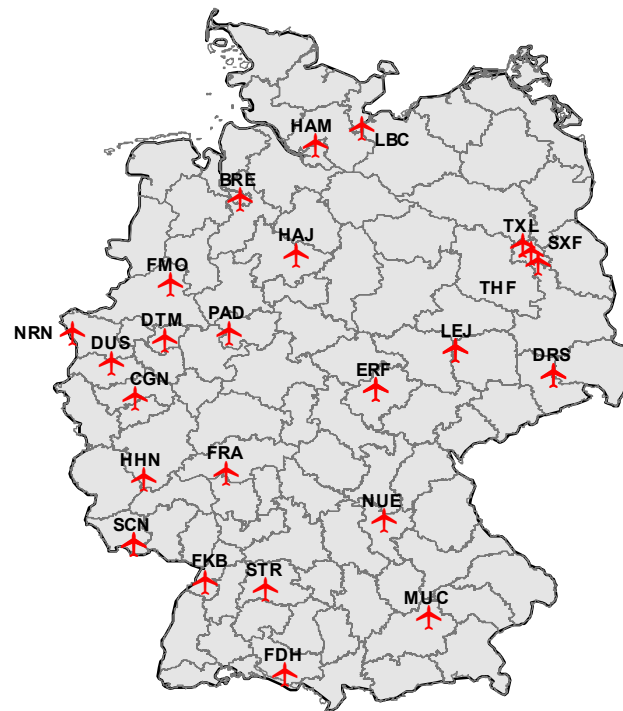 HAM
LBC
BRE
TXL
HAJ
SXF
FMO
THF
NRN
DTM
PAD
DUS
LEJ
DRS
CGN
ERF
HHN
FRA
NUE
SCN
FKB
STR
MUC
FDH